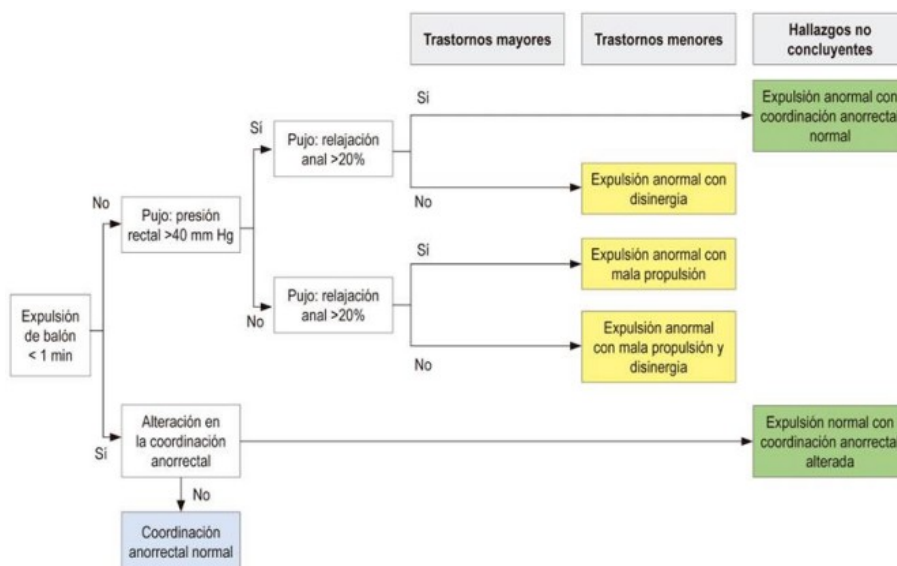 Trastornos mayores
Trastornos menores
Hallazgos no
concluyentes
Sí
Expulsión anormal con
coordinación anorrectal
normal
Sí
Pujo: relajación
anal >20%
No
Expulsión anormal con
disinergia
No
Pujo: presión
rectal >40 mm Hg
Sí
Expulsión anormal con
mala propulsión
No
Pujo: relajación
anal >20%
No
Expulsión anormal
con mala propulsión y
disinergia
Expulsión
de balón
< 1 min
Sí
Alteración en
la coordinación
anorrectal
Expulsión normal con
coordinación anorrectal
alterada
No
Coordinación
anorrectal normal